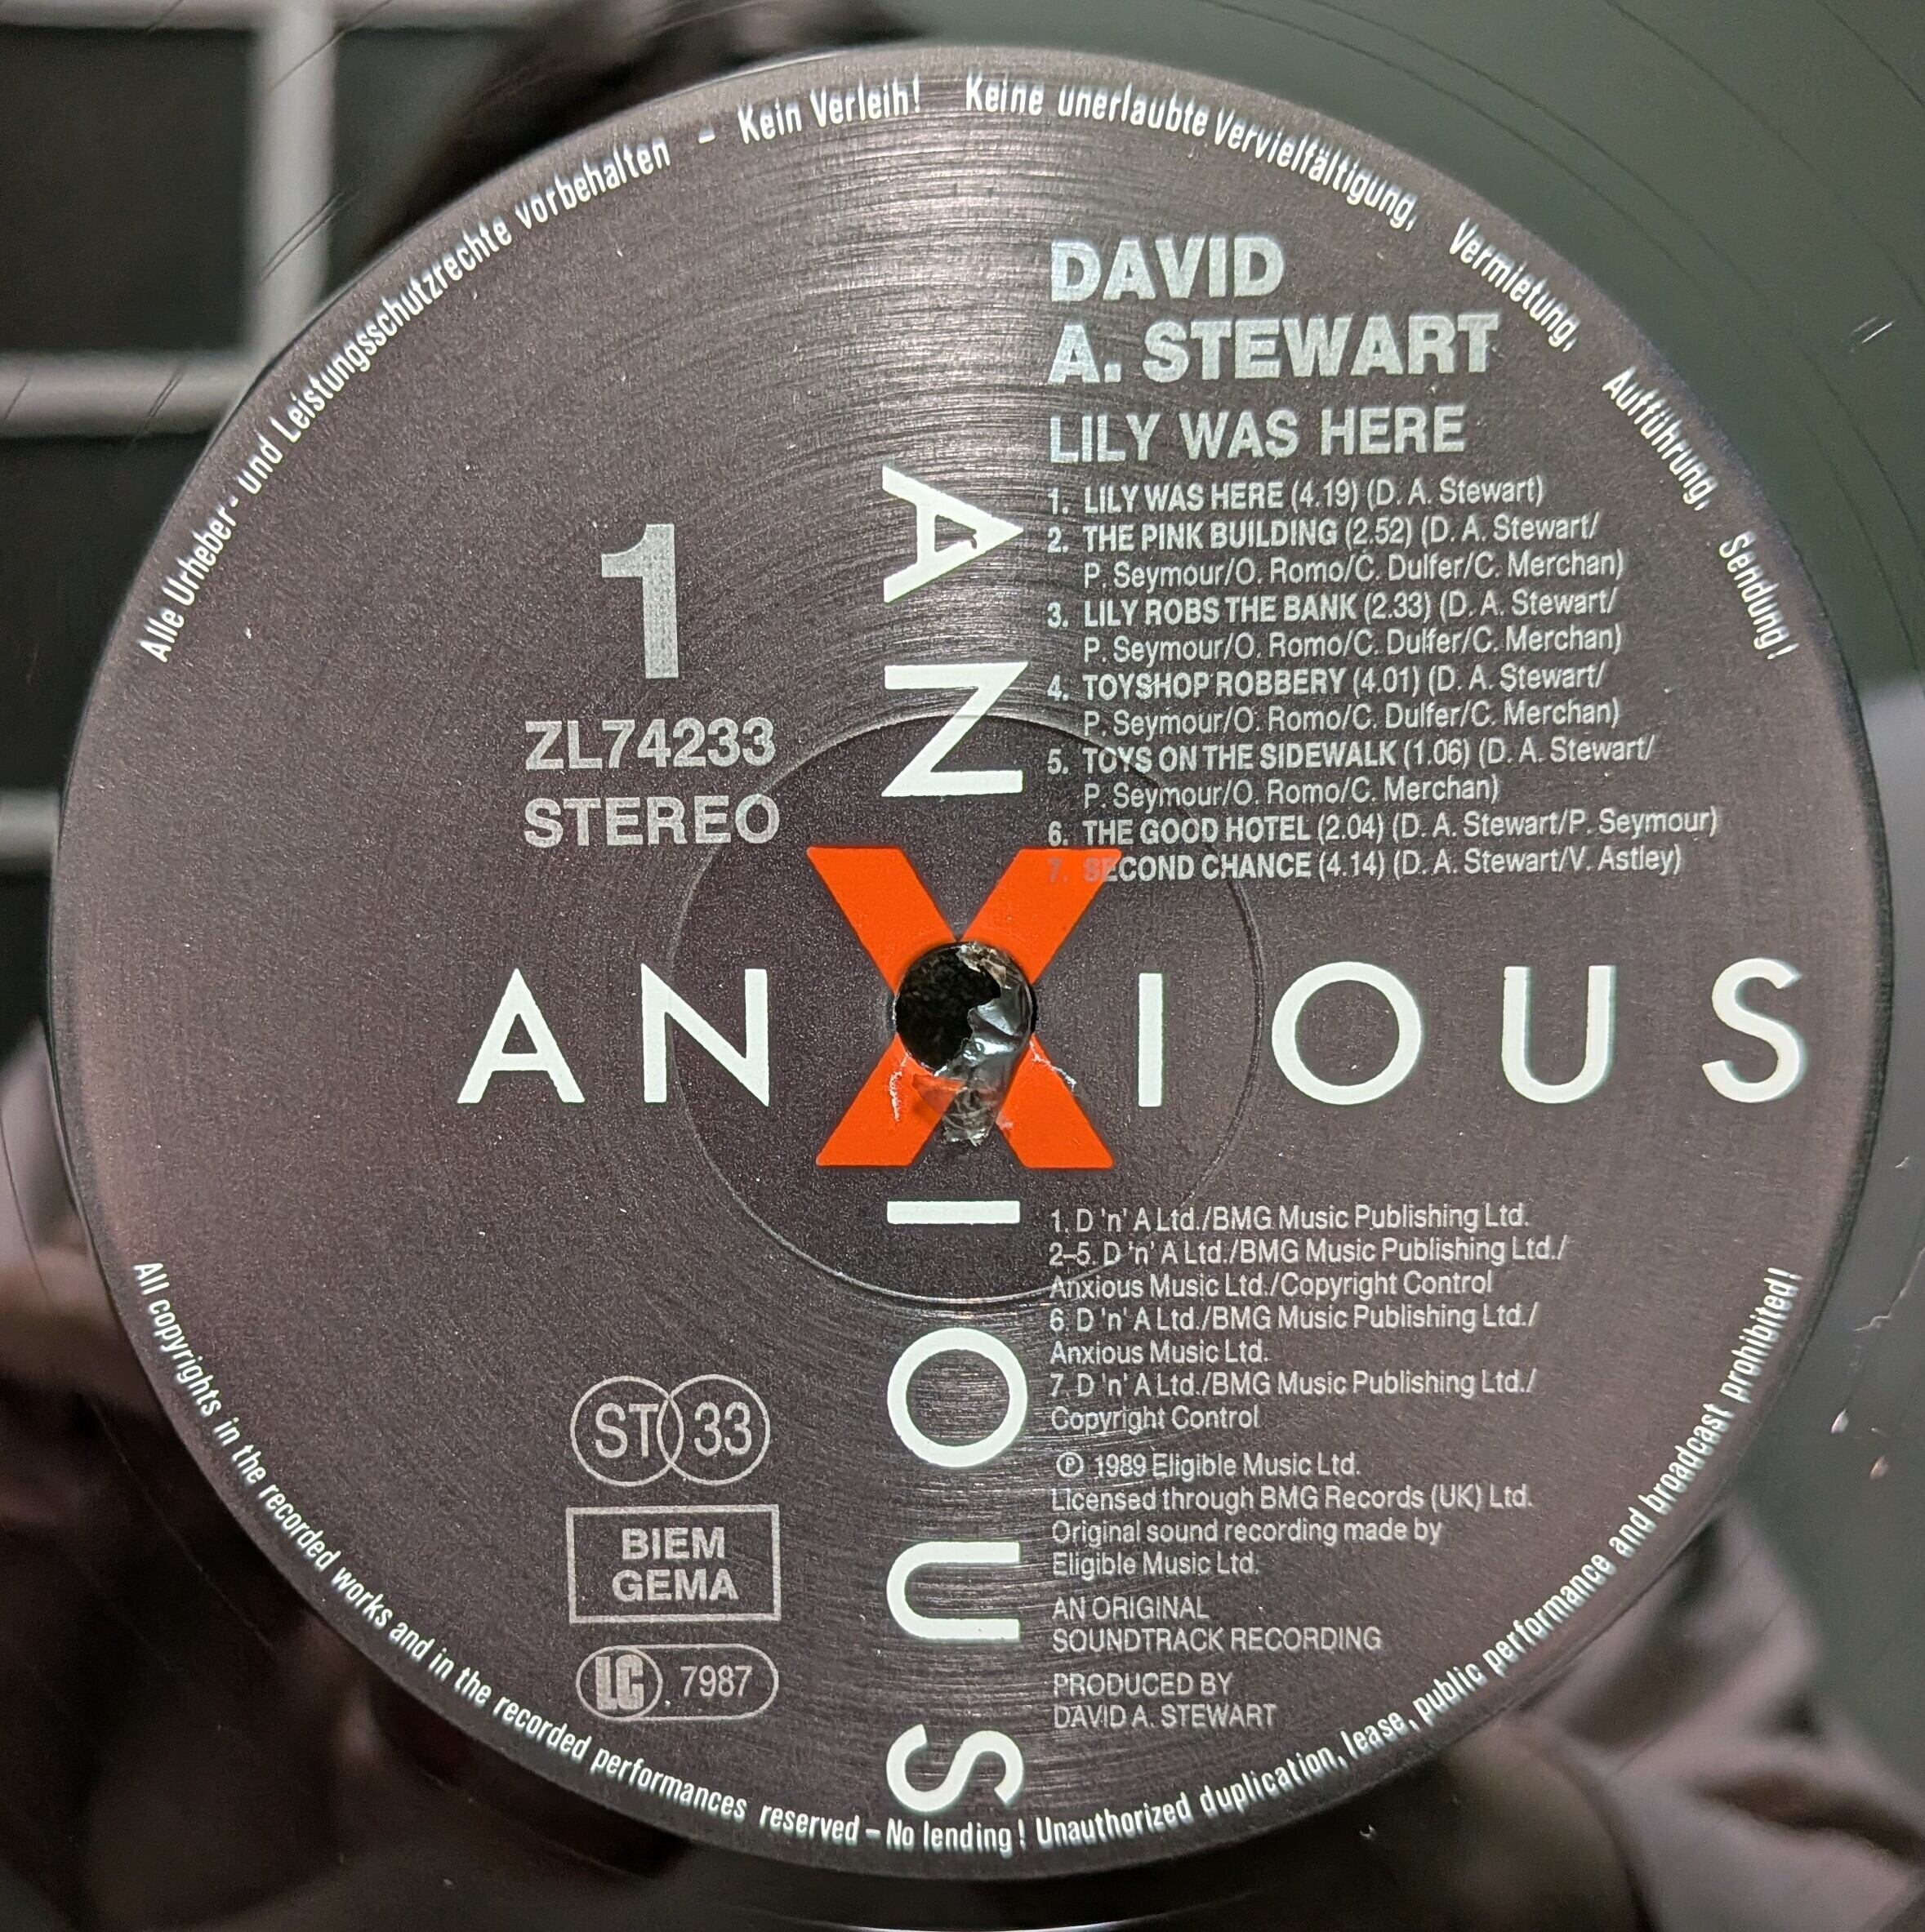 Alle Urheber- und Leistungsschutzrechte vorbehalten – Kein Verleih! Keine unerlaubte Vervielfältigung, Vermietung, Aufführung, Sendung!
DAVID
A. STEWART
LILY WAS HERE
1. LILY WAS HERE (4.19) (D. A. Stewart)
2. THE PINK BUILDING (2.52) (D. A. Stewart/
P. Seymour/O. Romo/C. Dulfer/C. Merchan)
3. LILY ROBS THE BANK (2.33) (D. A. Stewart/
P. Seymour/O. Romo/C. Dulfer/C. Merchan)
4. TOYSHOP ROBBERY (4.01) (D. A. Stewart/
P. Seymour/O. Romo/C. Dulfer/C. Merchan)
5. TOYS ON THE SIDEWALK (1.06) (D. A. Stewart/
P. Seymour/O. Romo/C. Merchan)
6. THE GOOD HOTEL (2.04) (D. A. Stewart/P. Seymour)
7. SECOND CHANCE (4.14) (D. A. Stewart/V. Astley)
1
ZL74233
STEREO
ANXIOUS
ANXIOUS
1. D 'n' A Ltd./BMG Music Publishing Ltd.
2–5. D 'n' A Ltd./BMG Music Publishing Ltd./
Anxious Music Ltd./Copyright Control
6. D 'n' A Ltd./BMG Music Publishing Ltd./
Anxious Music Ltd.
7. D 'n' A Ltd./BMG Music Publishing Ltd./
Copyright Control
℗ 1989 Eligible Music Ltd.
Licensed through BMG Records (UK) Ltd.
Original sound recording made by
Eligible Music Ltd.
AN ORIGINAL
SOUNDTRACK RECORDING
PRODUCED BY
DAVID A. STEWART
ST 33
BIEM
GEMA
LC 7987
All copyrights in the recorded works and in the recorded performances reserved – No lending! Unauthorized duplication, lease, public performance and broadcast prohibited!